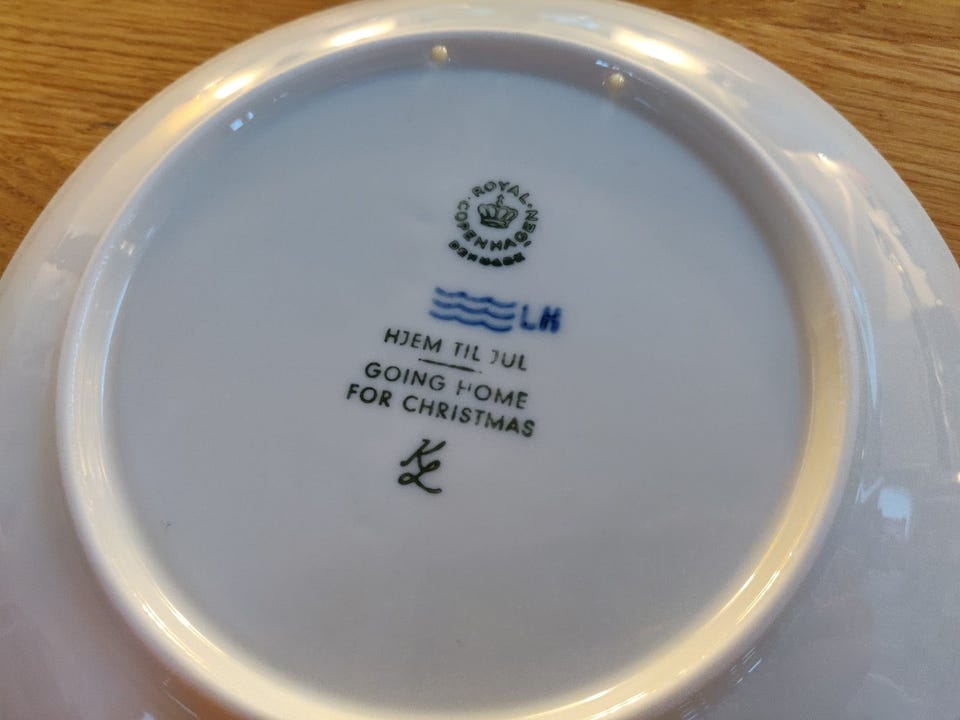 ROYAL
COPENHAGEN
DENMARK
LH
HJEM TIL JUL
GOING HOME
FOR CHRISTMAS
KL